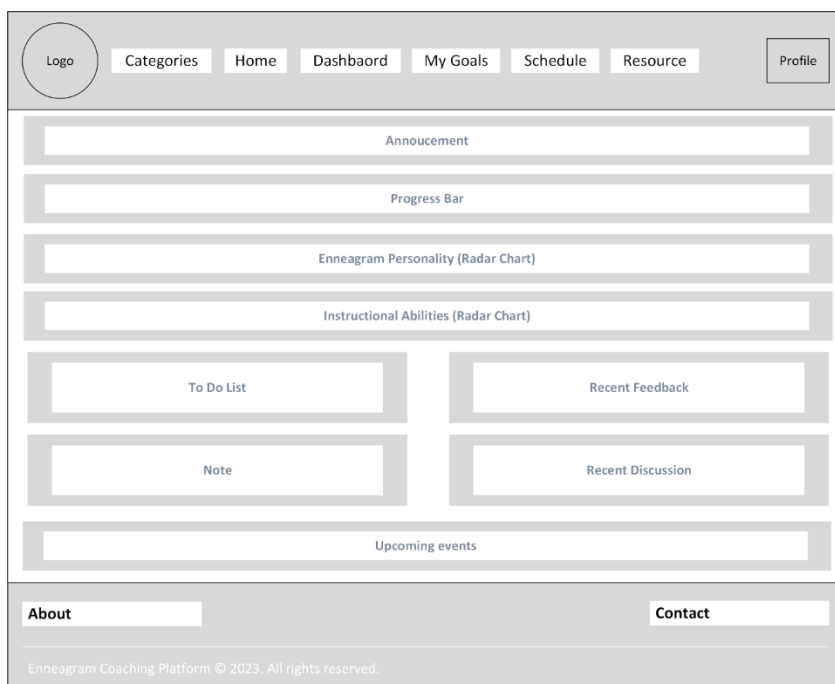 Logo Categories Home Dashbaord My Goals Schedule Resource Profile
Annoucement
Progress Bar
Enneagram Personality (Radar Chart)
Instructional Abilities (Radar Chart)
To Do List Recent Feedback
Note Recent Discussion
Upcoming events
About Contact
Enneagram Coaching Platform © 2023. All rights reserved.